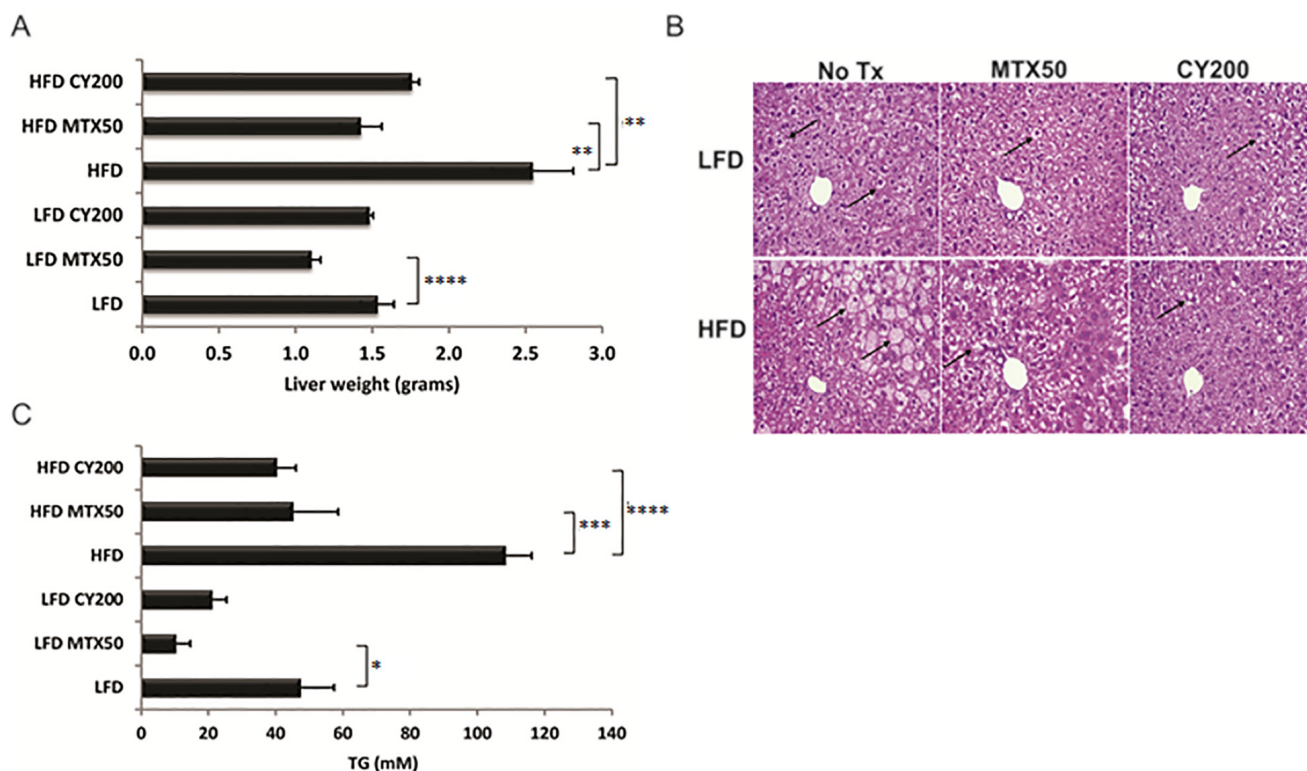 A
HFD CY200
HFD MTX50
HFD
LFD CY200
LFD MTX50
LFD
**
**
****
0.0 0.5 1.0 1.5 2.0 2.5 3.0
Liver weight (grams)
B
No Tx MTX50 CY200
LFD
HFD
C
HFD CY200
HFD MTX50
HFD
LFD CY200
LFD MTX50
LFD
****
***
*
0 20 40 60 80 100 120 140
TG (mM)